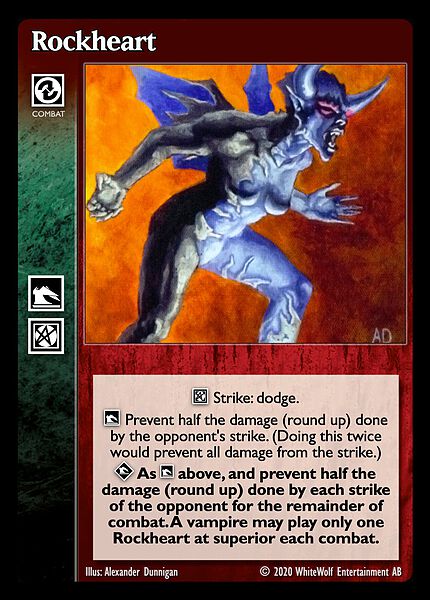 Rockheart
COMBAT
AD
Strike: dodge.
Prevent half the damage (round up) done
by the opponent's strike. (Doing this twice
would prevent all damage from the strike.)
As above, and prevent half the
damage (round up) done by each strike
of the opponent for the remainder of
combat. A vampire may play only one
Rockheart at superior each combat.
Illus: Alexander Dunnigan
© 2020 WhiteWolf Entertainment AB